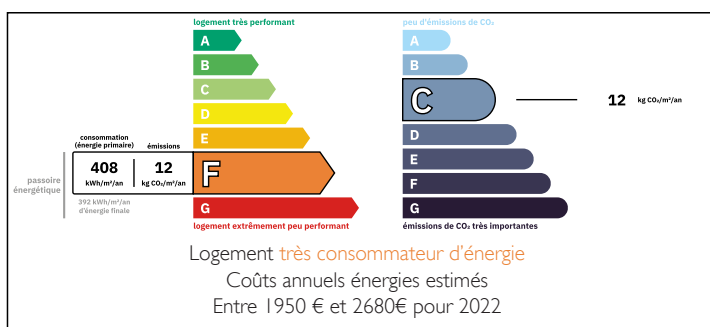 logement très performant
A
B
C
D
E
consommation
(énergie primaire)
émissions
408
12
kWh/m²/an
kg CO₂/m²/an
F
passoire
énergétique
392 kWh/m²/an
d'énergie finale
G
logement extrêmement peu performant
peu d'émissions de CO₂
A
B
C
12
kg CO₂/m²/an
D
E
F
G
émissions de CO₂ très importantes
Logement très consommateur d'énergie
Coûts annuels énergies estimés
Entre 1950 € et 2680€ pour 2022